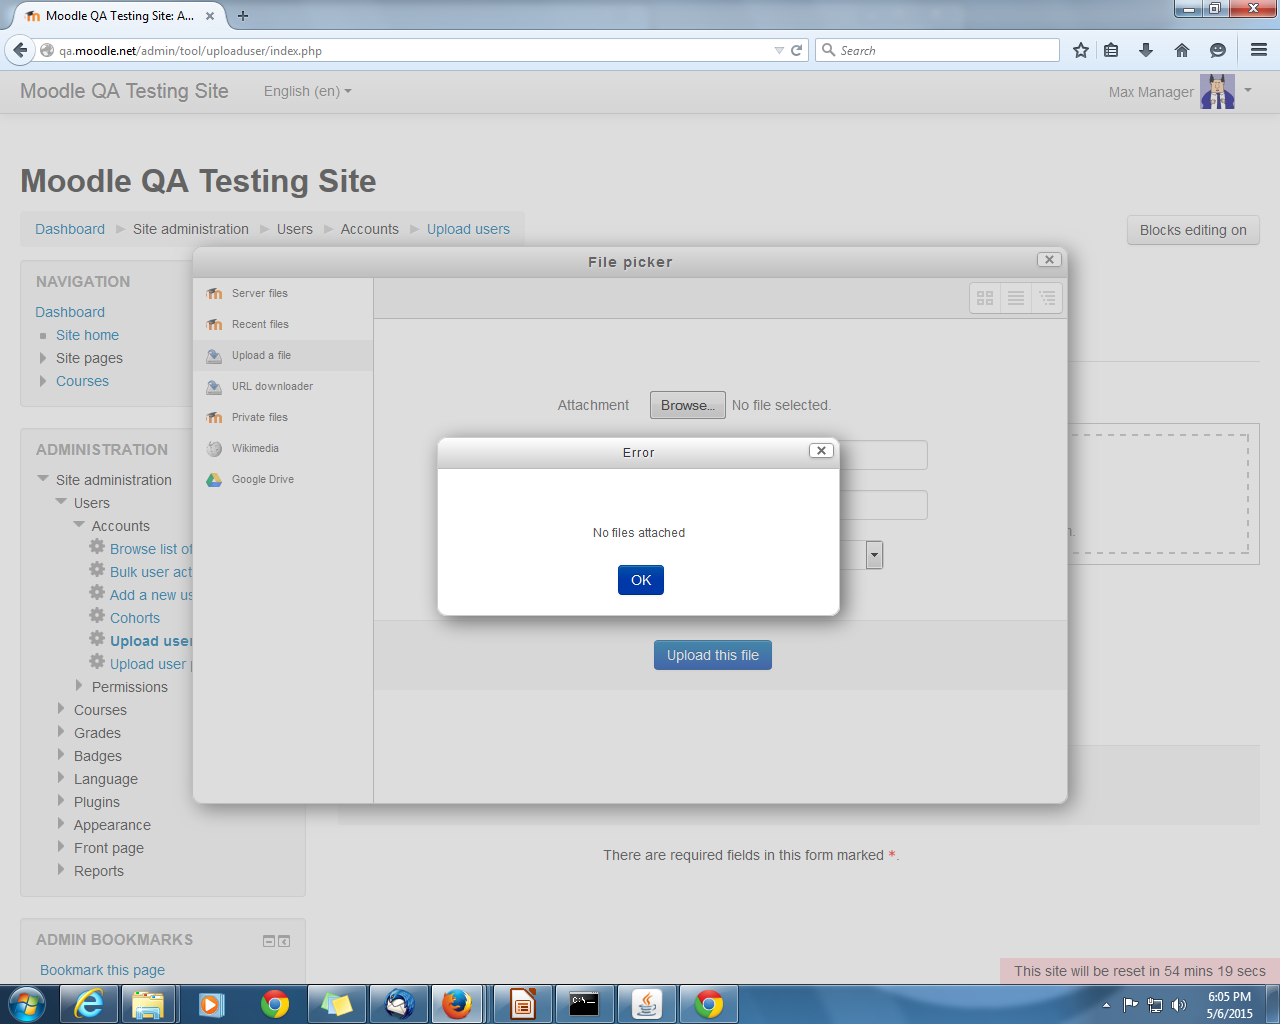 Moodle QA Testing Site: A...
qa.moodle.net/admin/tool/uploaduser/index.php
Search
Moodle QA Testing Site
English (en)
Max Manager
Moodle QA Testing Site
Dashboard Site administration Users Accounts Upload users
Blocks editing on
File picker
NAVIGATION
Dashboard
Site home
Site pages
Courses
Server files
Recent files
Upload a file
URL downloader
Private files
Wikimedia
Google Drive
Attachment Browse... No file selected.
Error
No files attached
OK
Upload this file
ADMINISTRATION
Site administration
Users
Accounts
Browse list of
Bulk user act
Add a new us
Cohorts
Upload user
Upload user
Permissions
Courses
Grades
Badges
Language
Plugins
Appearance
Front page
Reports
There are required fields in this form marked *.
ADMIN BOOKMARKS
Bookmark this page
This site will be reset in 54 mins 19 secs
6:05 PM
5/6/2015